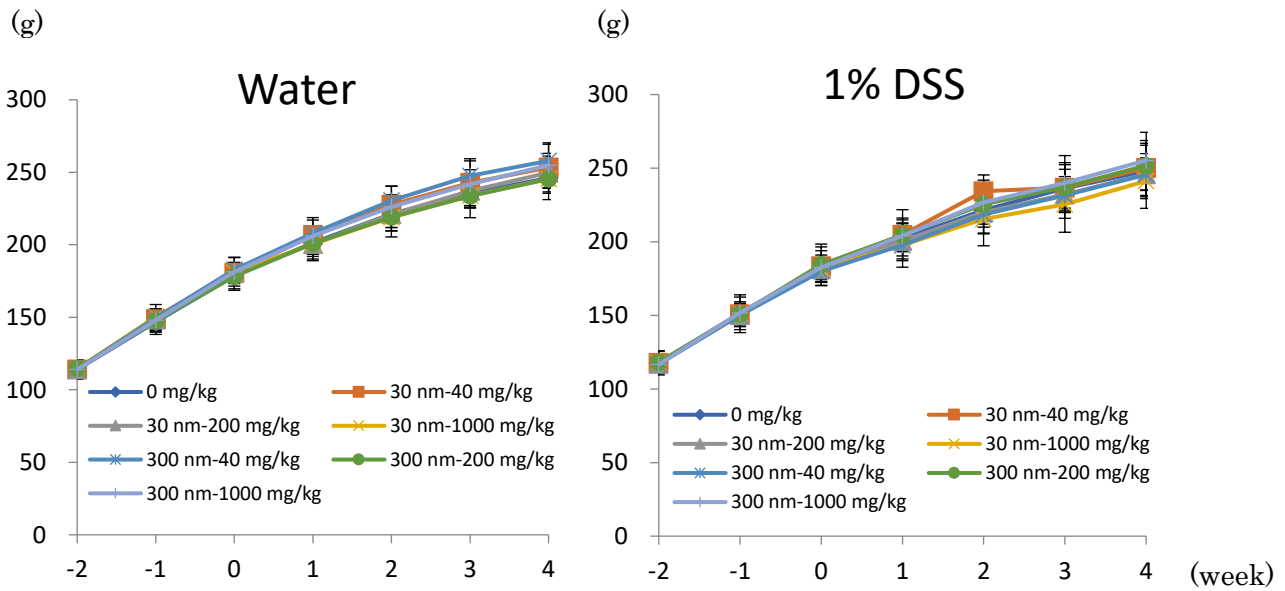 (g)
Water
300
250
200
150
100
50
0
0 mg/kg
30 nm-40 mg/kg
30 nm-200 mg/kg
30 nm-1000 mg/kg
300 nm-40 mg/kg
300 nm-200 mg/kg
300 nm-1000 mg/kg
-2 -1 0 1 2 3 4
(g)
1% DSS
300
250
200
150
100
50
0
0 mg/kg
30 nm-40 mg/kg
30 nm-200 mg/kg
30 nm-1000 mg/kg
300 nm-40 mg/kg
300 nm-200 mg/kg
300 nm-1000 mg/kg
-2 -1 0 1 2 3 4
(week)